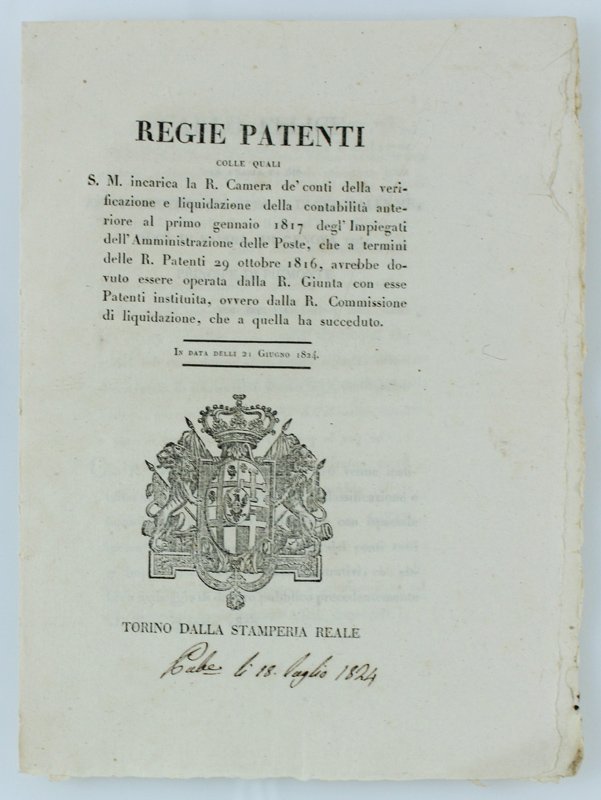 REGIE PATENTI
COLLE QUALI
S. M. incarica la R. Camera de' conti della veri-
ficazione e liquidazione della contabilità ante-
riore al primo gennaio 1817 degl' Impiegati
dell' Amministrazione delle Poste, che a termini
delle R. Patenti 29 ottobre 1816, avrebbe do-
vuto essere operata dalla R. Giunta con esse
Patenti instituita, ovvero dalla R. Commissione
di liquidazione, che a quella ha succeduto.
IN DATA DELLI 21 GIUGNO 1824.
TORINO DALLA STAMPERIA REALE
li 18. luglio 1824